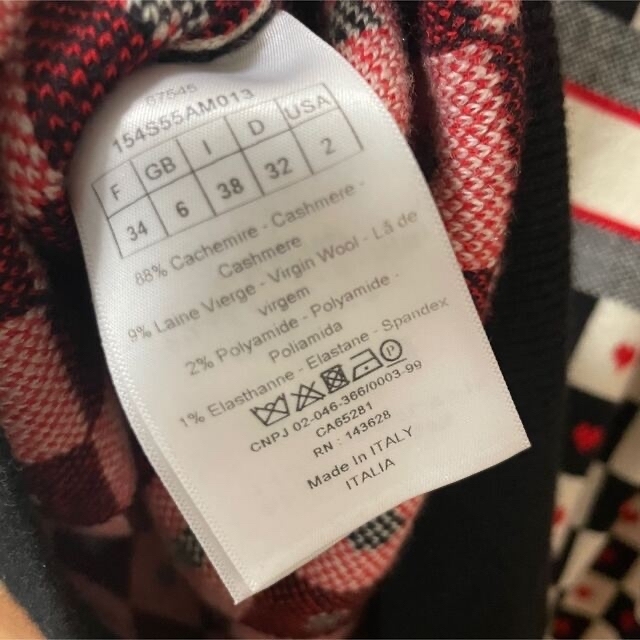 67545
154S55AM013
F GB I D USA
34 6 38 32 2
88% Cachemire - Cashmere -
Cashmere
9% Laine Vierge - Virgin Wool - Lã de
virgem
2% Polyamide - Polyamide -
Poliamida
1% Elasthanne - Elastane - Spandex
CNPJ 02-046-366/0003-99
CA65281
RN : 143628
Made In ITALY
ITALIA